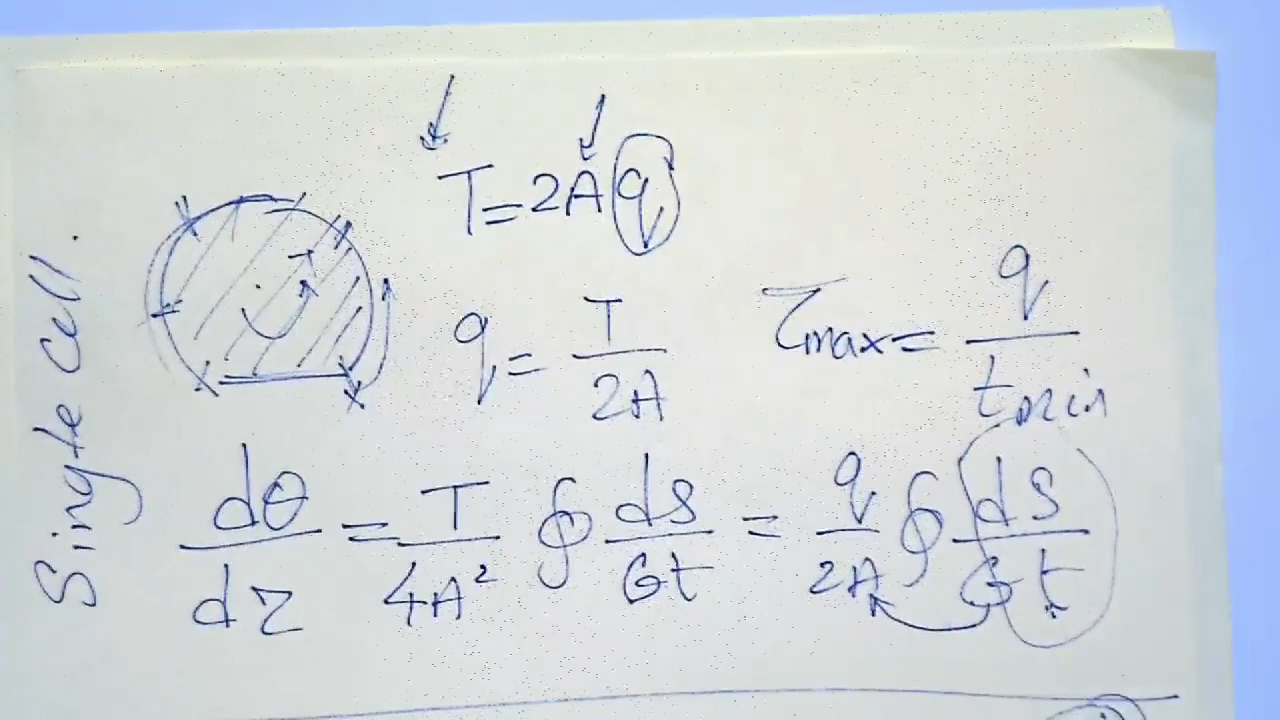 Single Cell.
T = 2Aq
T
q = T/2A
τmax = q/tmin
dθ/dz = T/4A² ∮ ds/Gt = q/2A ∮ ds/Gt